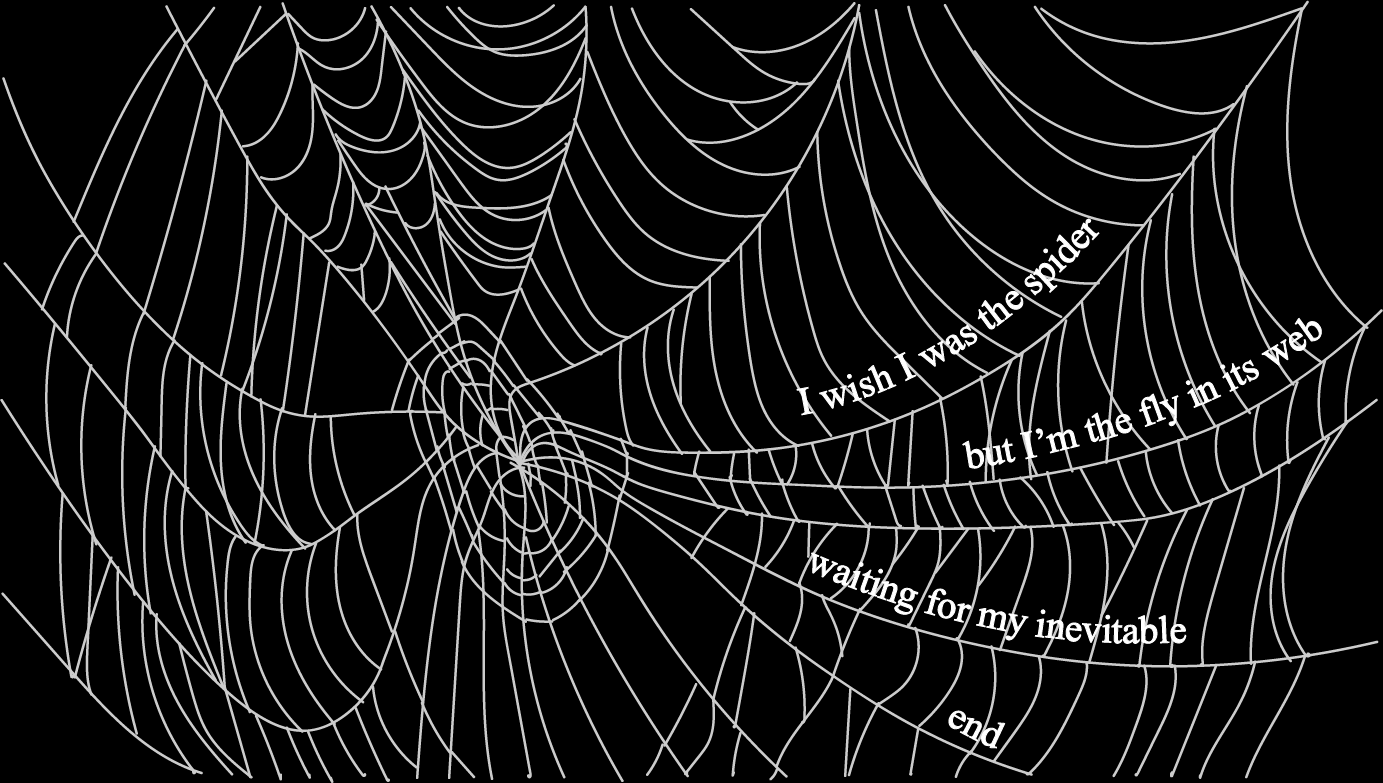 I wish I was the spider
but I’m the fly in its web
waiting for my inevitable
end